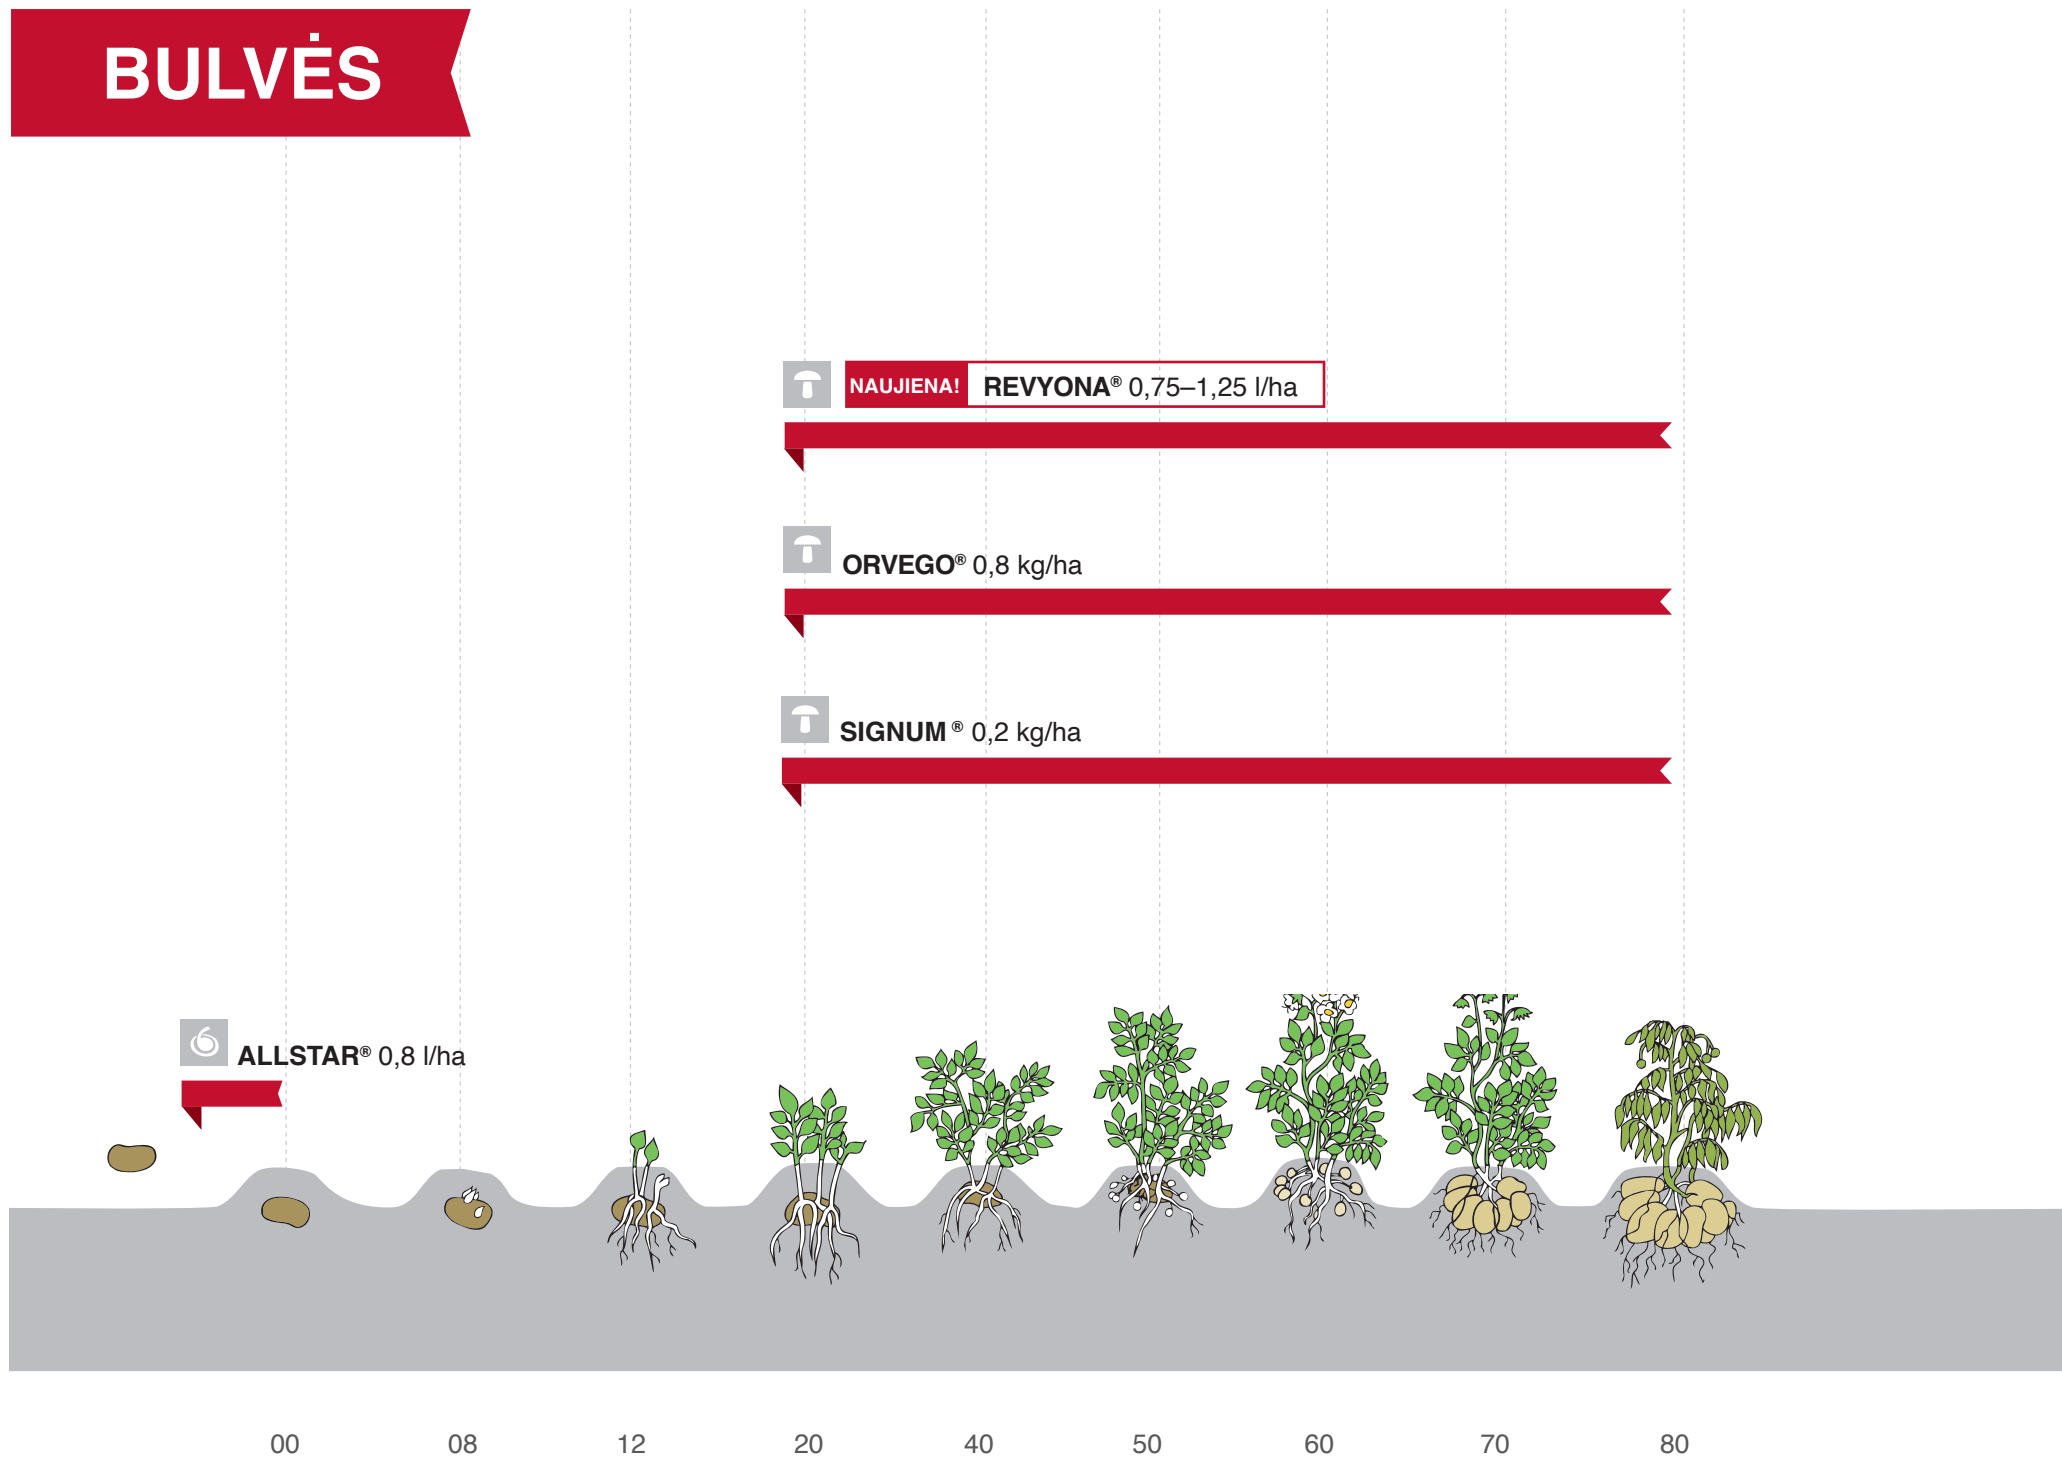 BULVĖS
NAUJIENA! REVYONA® 0,75–1,25 l/ha
ORVEGO® 0,8 kg/ha
SIGNUM ® 0,2 kg/ha
ALLSTAR® 0,8 l/ha
00 08 12 20 40 50 60 70 80